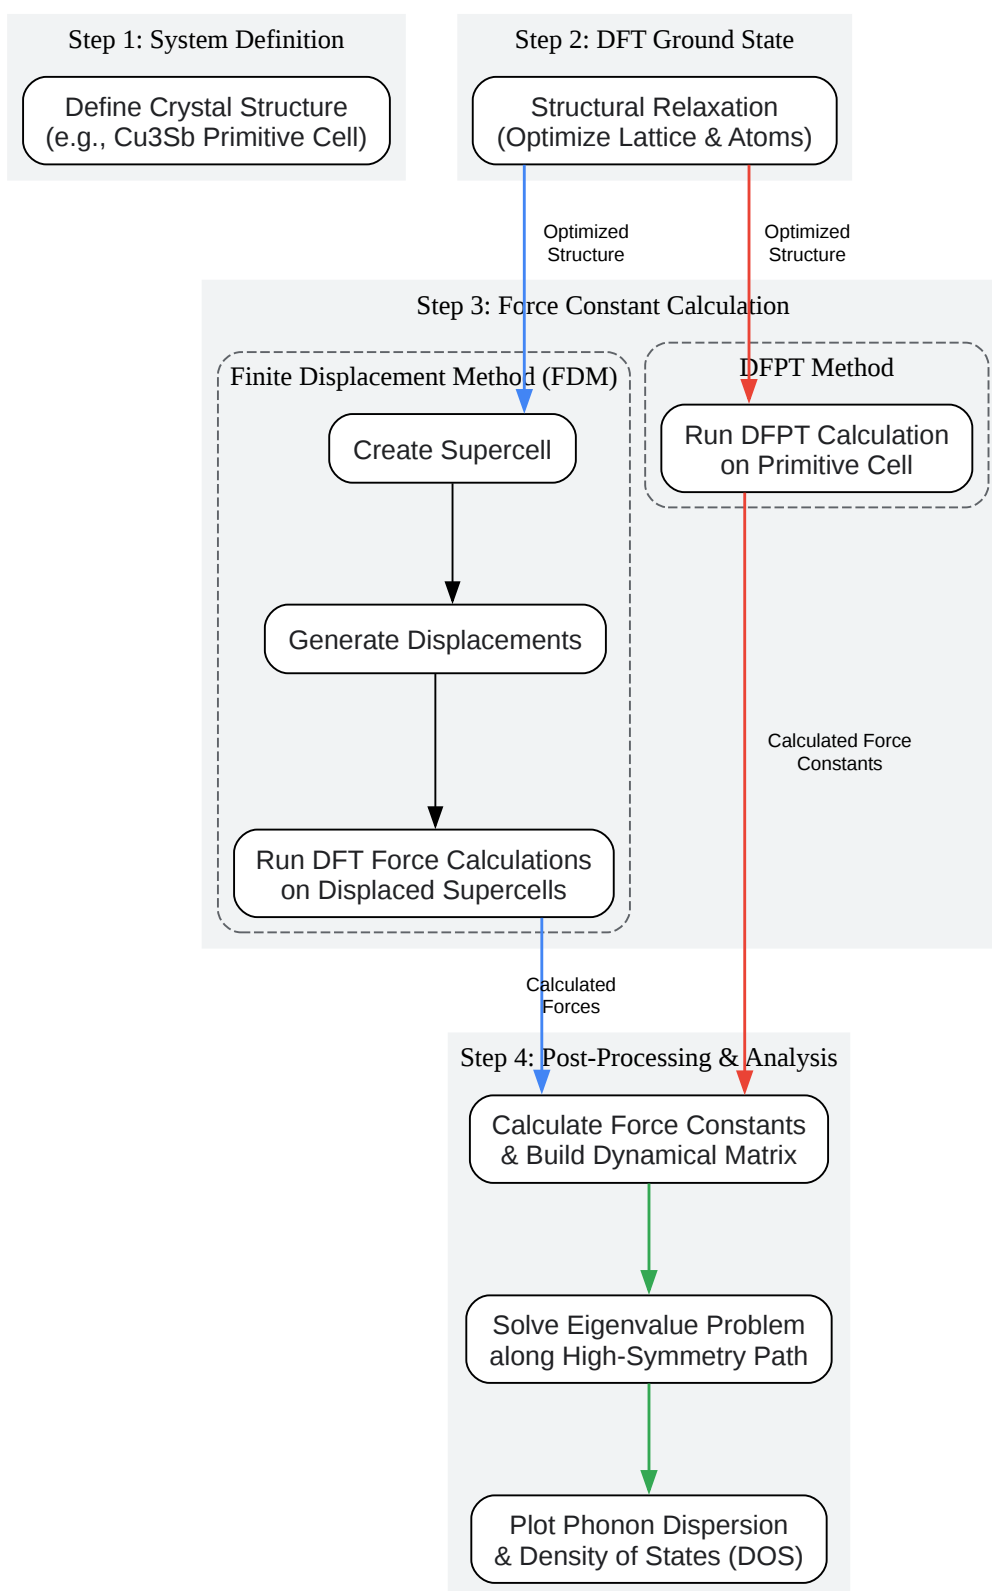 Step 1: System Definition
Define Crystal Structure
(e.g., Cu3Sb Primitive Cell)
Step 2: DFT Ground State
Structural Relaxation
(Optimize Lattice & Atoms)
Optimized
Structure
Optimized
Structure
Step 3: Force Constant Calculation
Finite Displacement Method (FDM)
Create Supercell
Generate Displacements
Run DFT Force Calculations
on Displaced Supercells
DFPT Method
Run DFPT Calculation
on Primitive Cell
Calculated Force
Constants
Calculated
Forces
Step 4: Post-Processing & Analysis
Calculate Force Constants
& Build Dynamical Matrix
Solve Eigenvalue Problem
along High-Symmetry Path
Plot Phonon Dispersion
& Density of States (DOS)